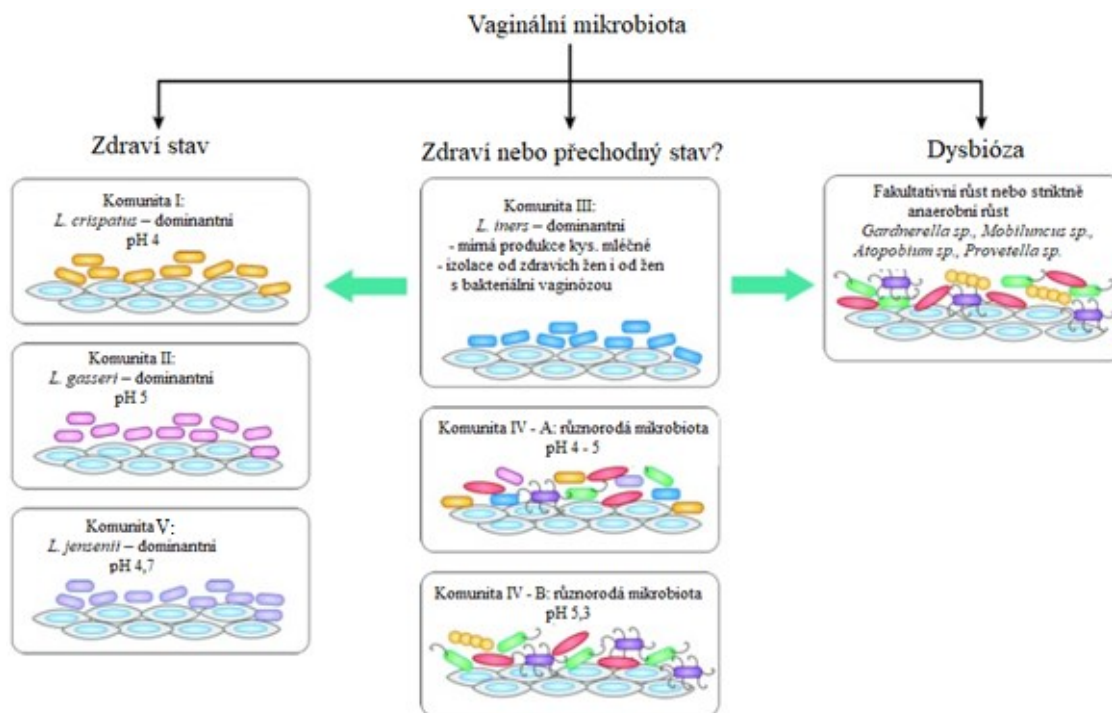 Vaginální mikrobiota
Zdraví stav
Komunita I:
L. crispatus – dominantní
pH 4
Komunita II:
L. gasseri – dominantní
pH 5
Komunita V:
L. jensenii – dominantní
pH 4,7
Zdraví nebo přechodný stav?
Komunita III:
L. iners – dominantní
- mírná produkce kys. mléčné
- izolace od zdravích žen i od žen
s bakteriální vaginózou
Komunita IV - A: různorodá mikrobiota
pH 4 - 5
Komunita IV - B: různorodá mikrobiota
pH 5,3
Dysbióza
Fakultativní růst nebo striktně
anaerobní růst
Gardnerella sp., Mobiluncus sp.,
Atopobium sp., Provetella sp.